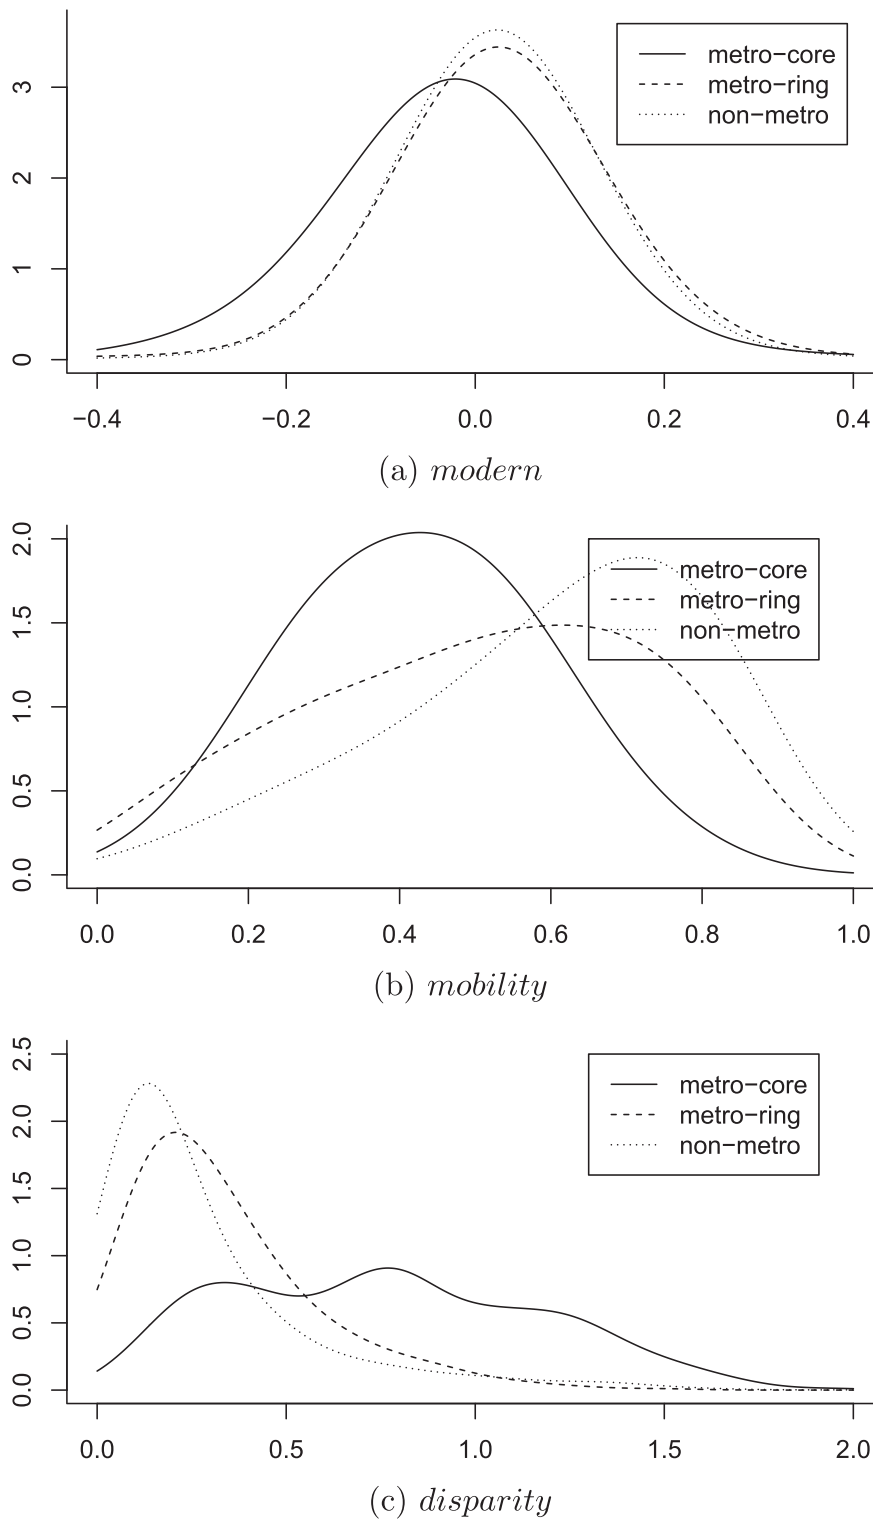 3
2
1
0
−0.4 −0.2 0.0 0.2 0.4
metro−core
metro−ring
non−metro
(a) modern
2.0
1.5
1.0
0.5
0.0
0.0 0.2 0.4 0.6 0.8 1.0
metro−core
metro−ring
non−metro
(b) mobility
2.5
2.0
1.5
1.0
0.5
0.0
0.0 0.5 1.0 1.5 2.0
metro−core
metro−ring
non−metro
(c) disparity